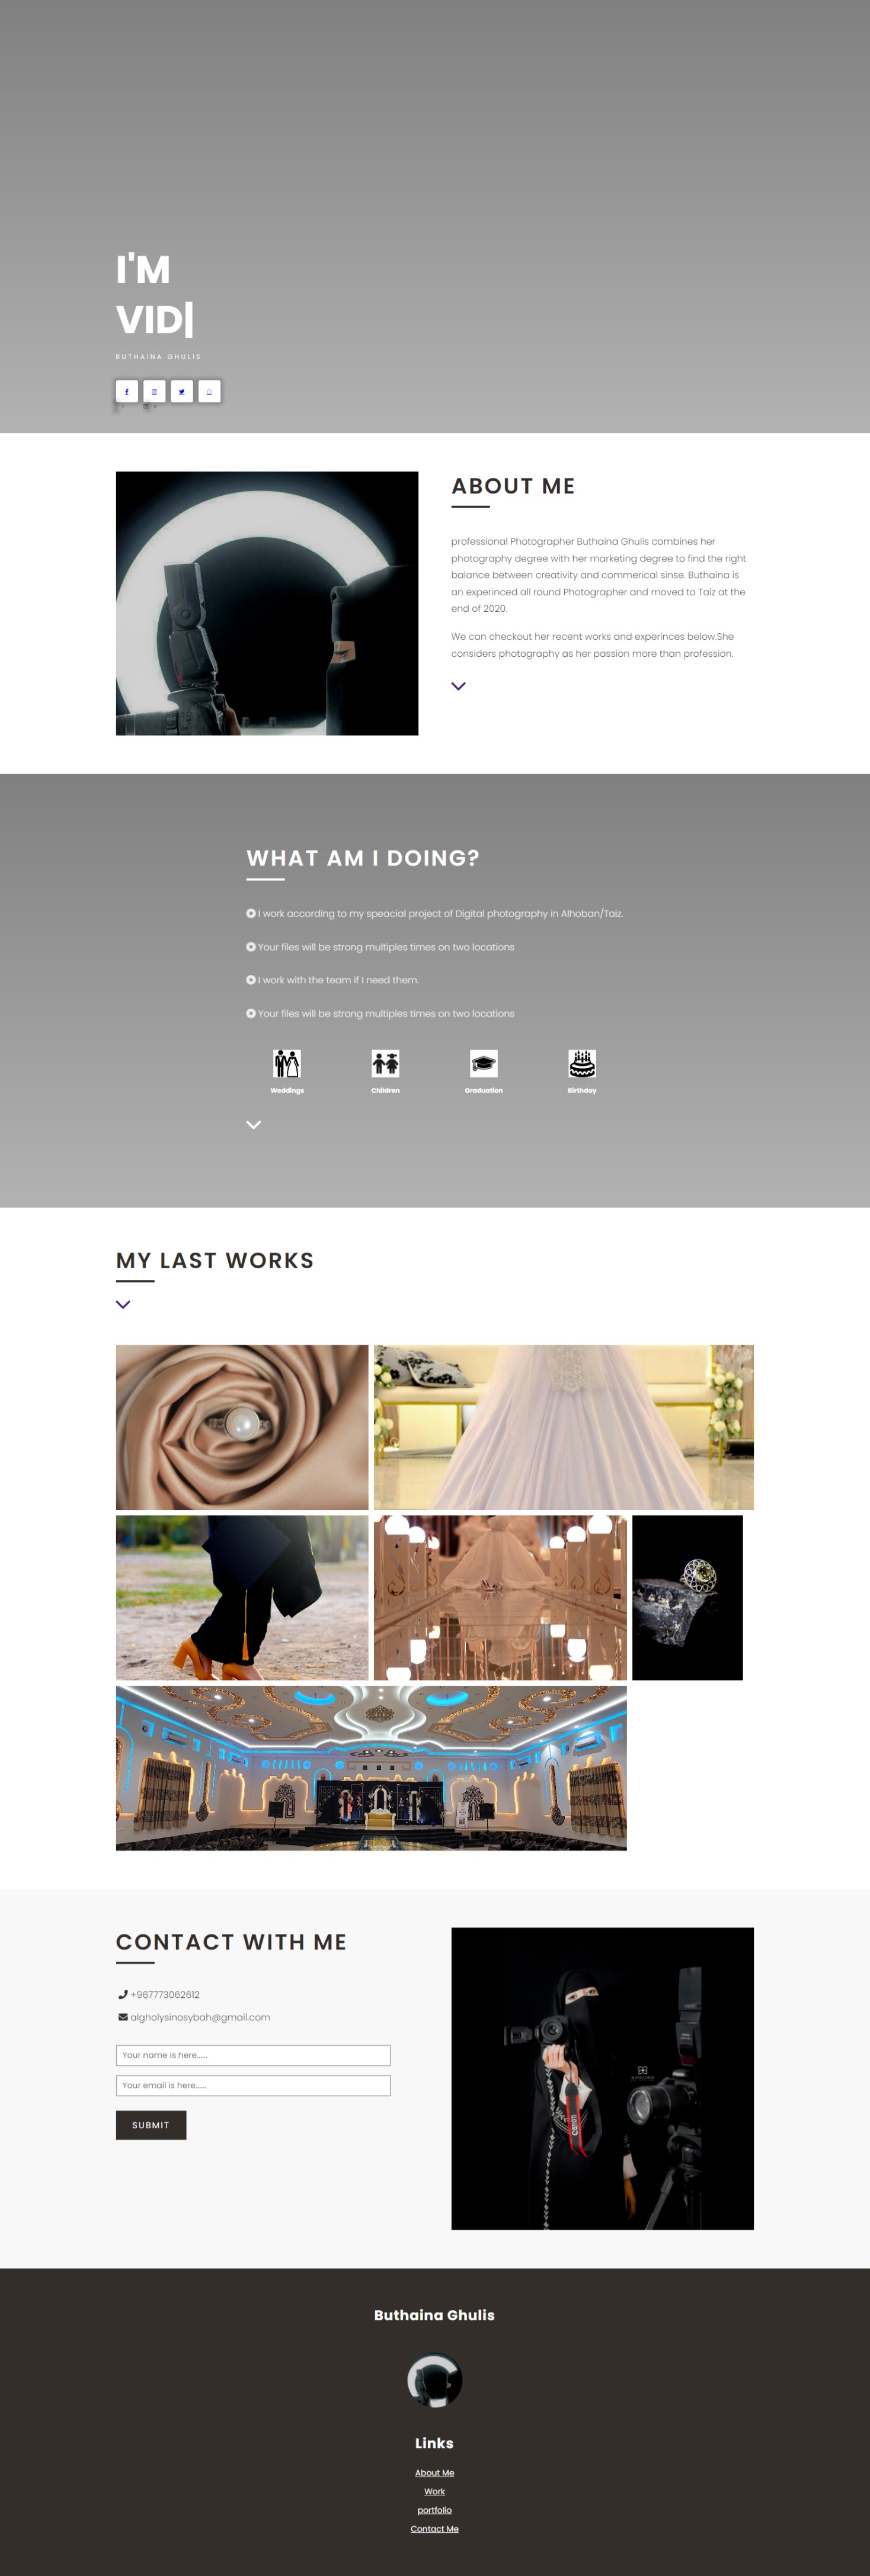 I'M
VID|
BUTHAINA GHULIS
ABOUT ME
professional Photographer Buthaina Ghulis combines her
photography degree with her marketing degree to find the right
balance between creativity and commerical sinse. Buthaina is
an experinced all round Photographer and moved to Taiz at the
end of 2020.
We can checkout her recent works and experinces below.She
considers photography as her passion more than profession.
WHAT AM I DOING?
I work according to my speacial project of Digital photography in Alhoban/Taiz.
Your files will be strong multiples times on two locations
I work with the team if I need them.
Your files will be strong multiples times on two locations
Weddings Children Graduation Birthday
MY LAST WORKS
CONTACT WITH ME
+967773062612
algholysinosybah@gmail.com
Your name is here.....
Your email is here.....
SUBMIT
Buthaina Ghulis
Links
About Me
Work
portfolio
Contact Me